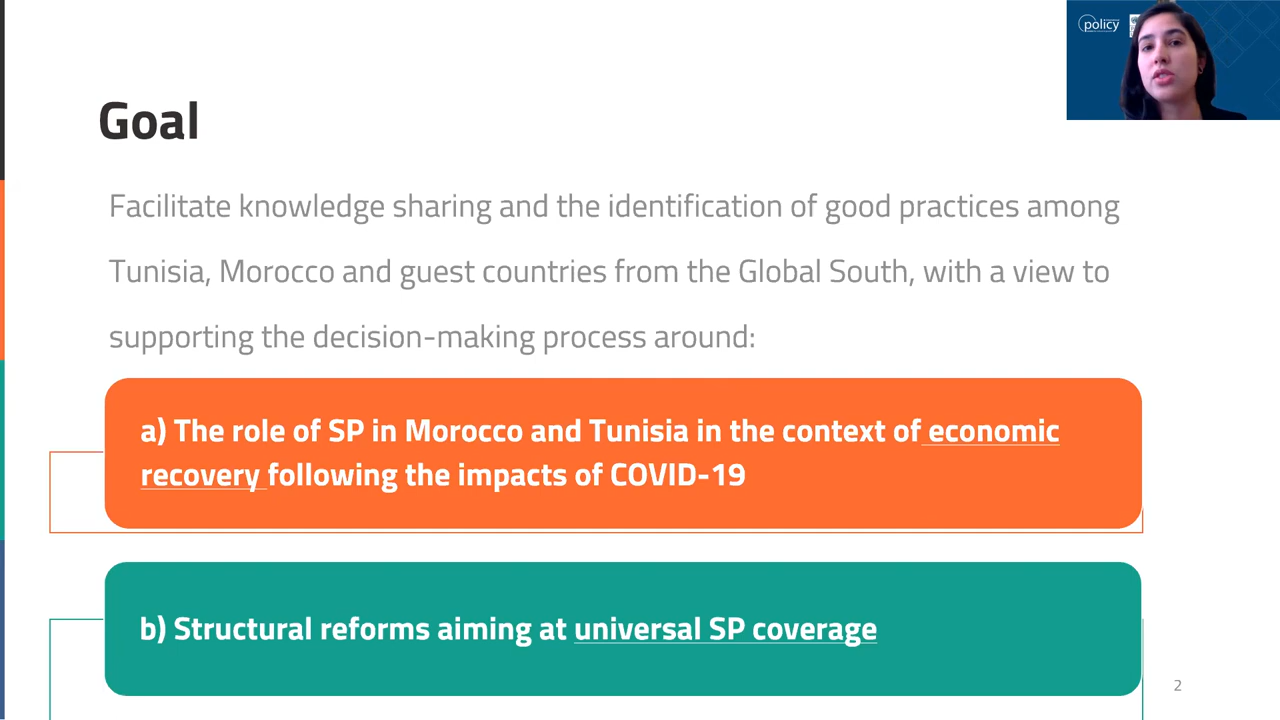 policy
Goal
Facilitate knowledge sharing and the identification of good practices among
Tunisia, Morocco and guest countries from the Global South, with a view to
supporting the decision-making process around:
a) The role of SP in Morocco and Tunisia in the context of economic
recovery following the impacts of COVID-19
b) Structural reforms aiming at universal SP coverage
2